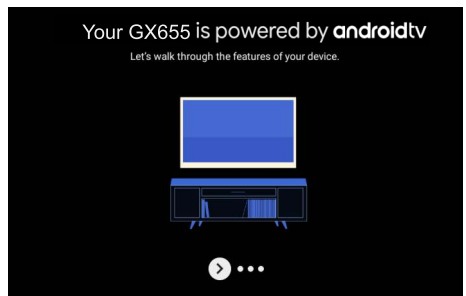 Your GX655 is powered by androidtv
Let's walk through the features of your device.